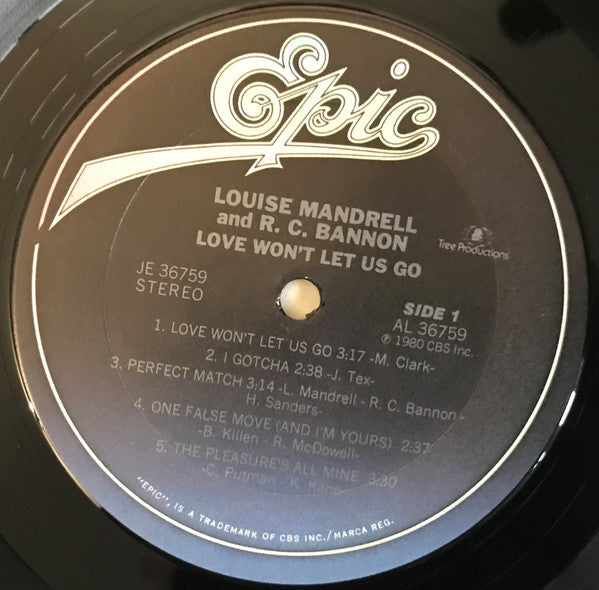 Epic
LOUISE MANDRELL
and R. C. BANNON
LOVE WON'T LET US GO
Tree Productions
JE 36759
STEREO
SIDE 1
AL 36759
℗ 1980 CBS Inc.
1. LOVE WON'T LET US GO 3:17 -M. Clark-
2. I GOTCHA 2:38 -J. Tex-
3. PERFECT MATCH 3:14 -L. Mandrell - R. C. Bannon -
H. Sanders-
4. ONE FALSE MOVE (AND I'M YOURS) 2:37
-B. Killen - R. McDowell-
5. THE PLEASURE'S ALL MINE 3:30
-C. Putman - K. Kane-
"EPIC", IS A TRADEMARK OF CBS INC./MARCA REG.